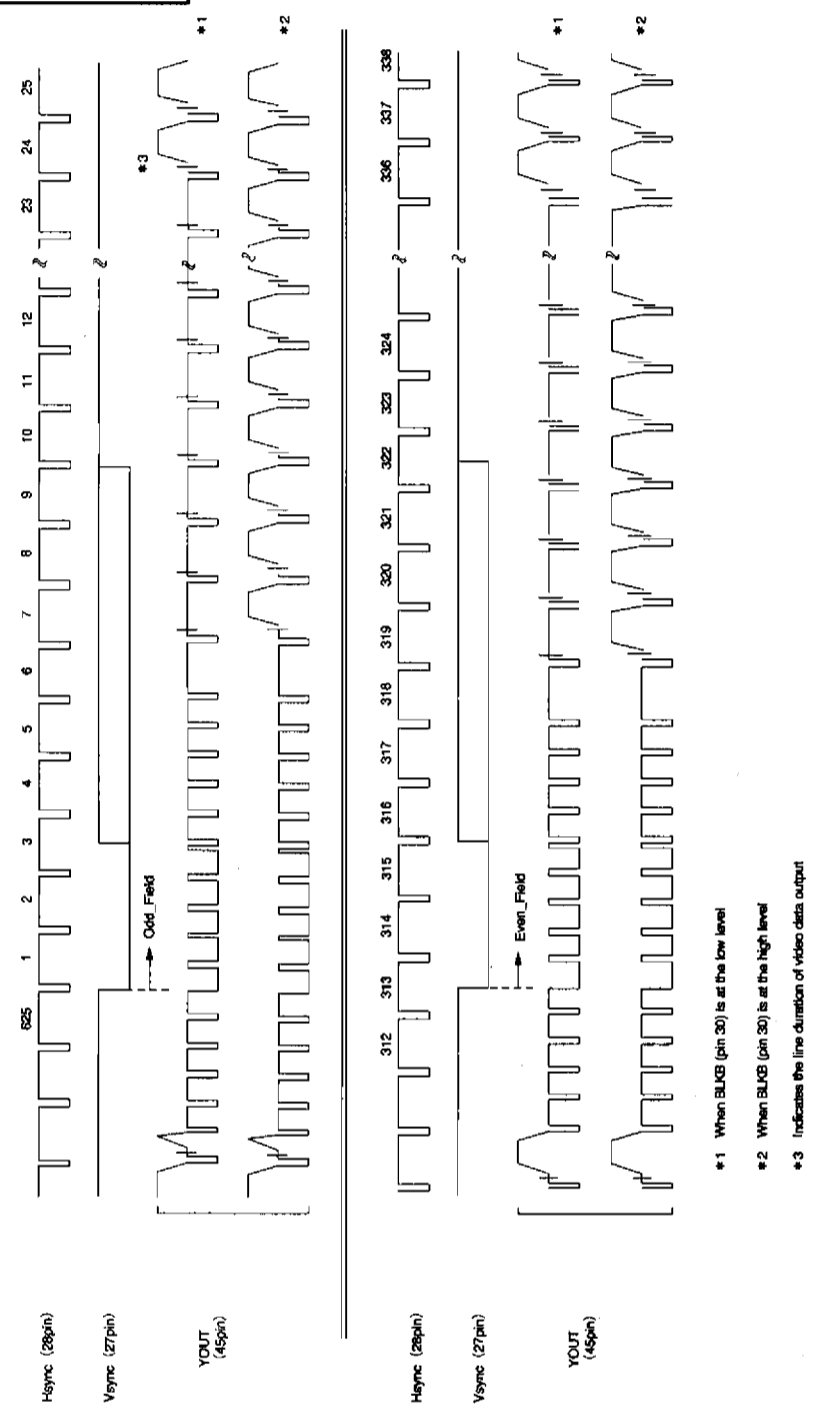 625 1 2 3 4 5 6 7 8 9 10 11 12 23 24 25
Hsync (28pin)
Vsync (27pin)
Odd_Field
*3
YOUT
(45pin)
*1
*2
312 313 314 315 316 317 318 319 320 321 322 323 324 336 337 338
Hsync (28pin)
Vsync (27pin)
Even_Field
YOUT
(45pin)
*1
*2
*1 When BLKB (pin 30) is at the low level
*2 When BLKB (pin 30) is at the high level
*3 Indicates the line duration of video data output